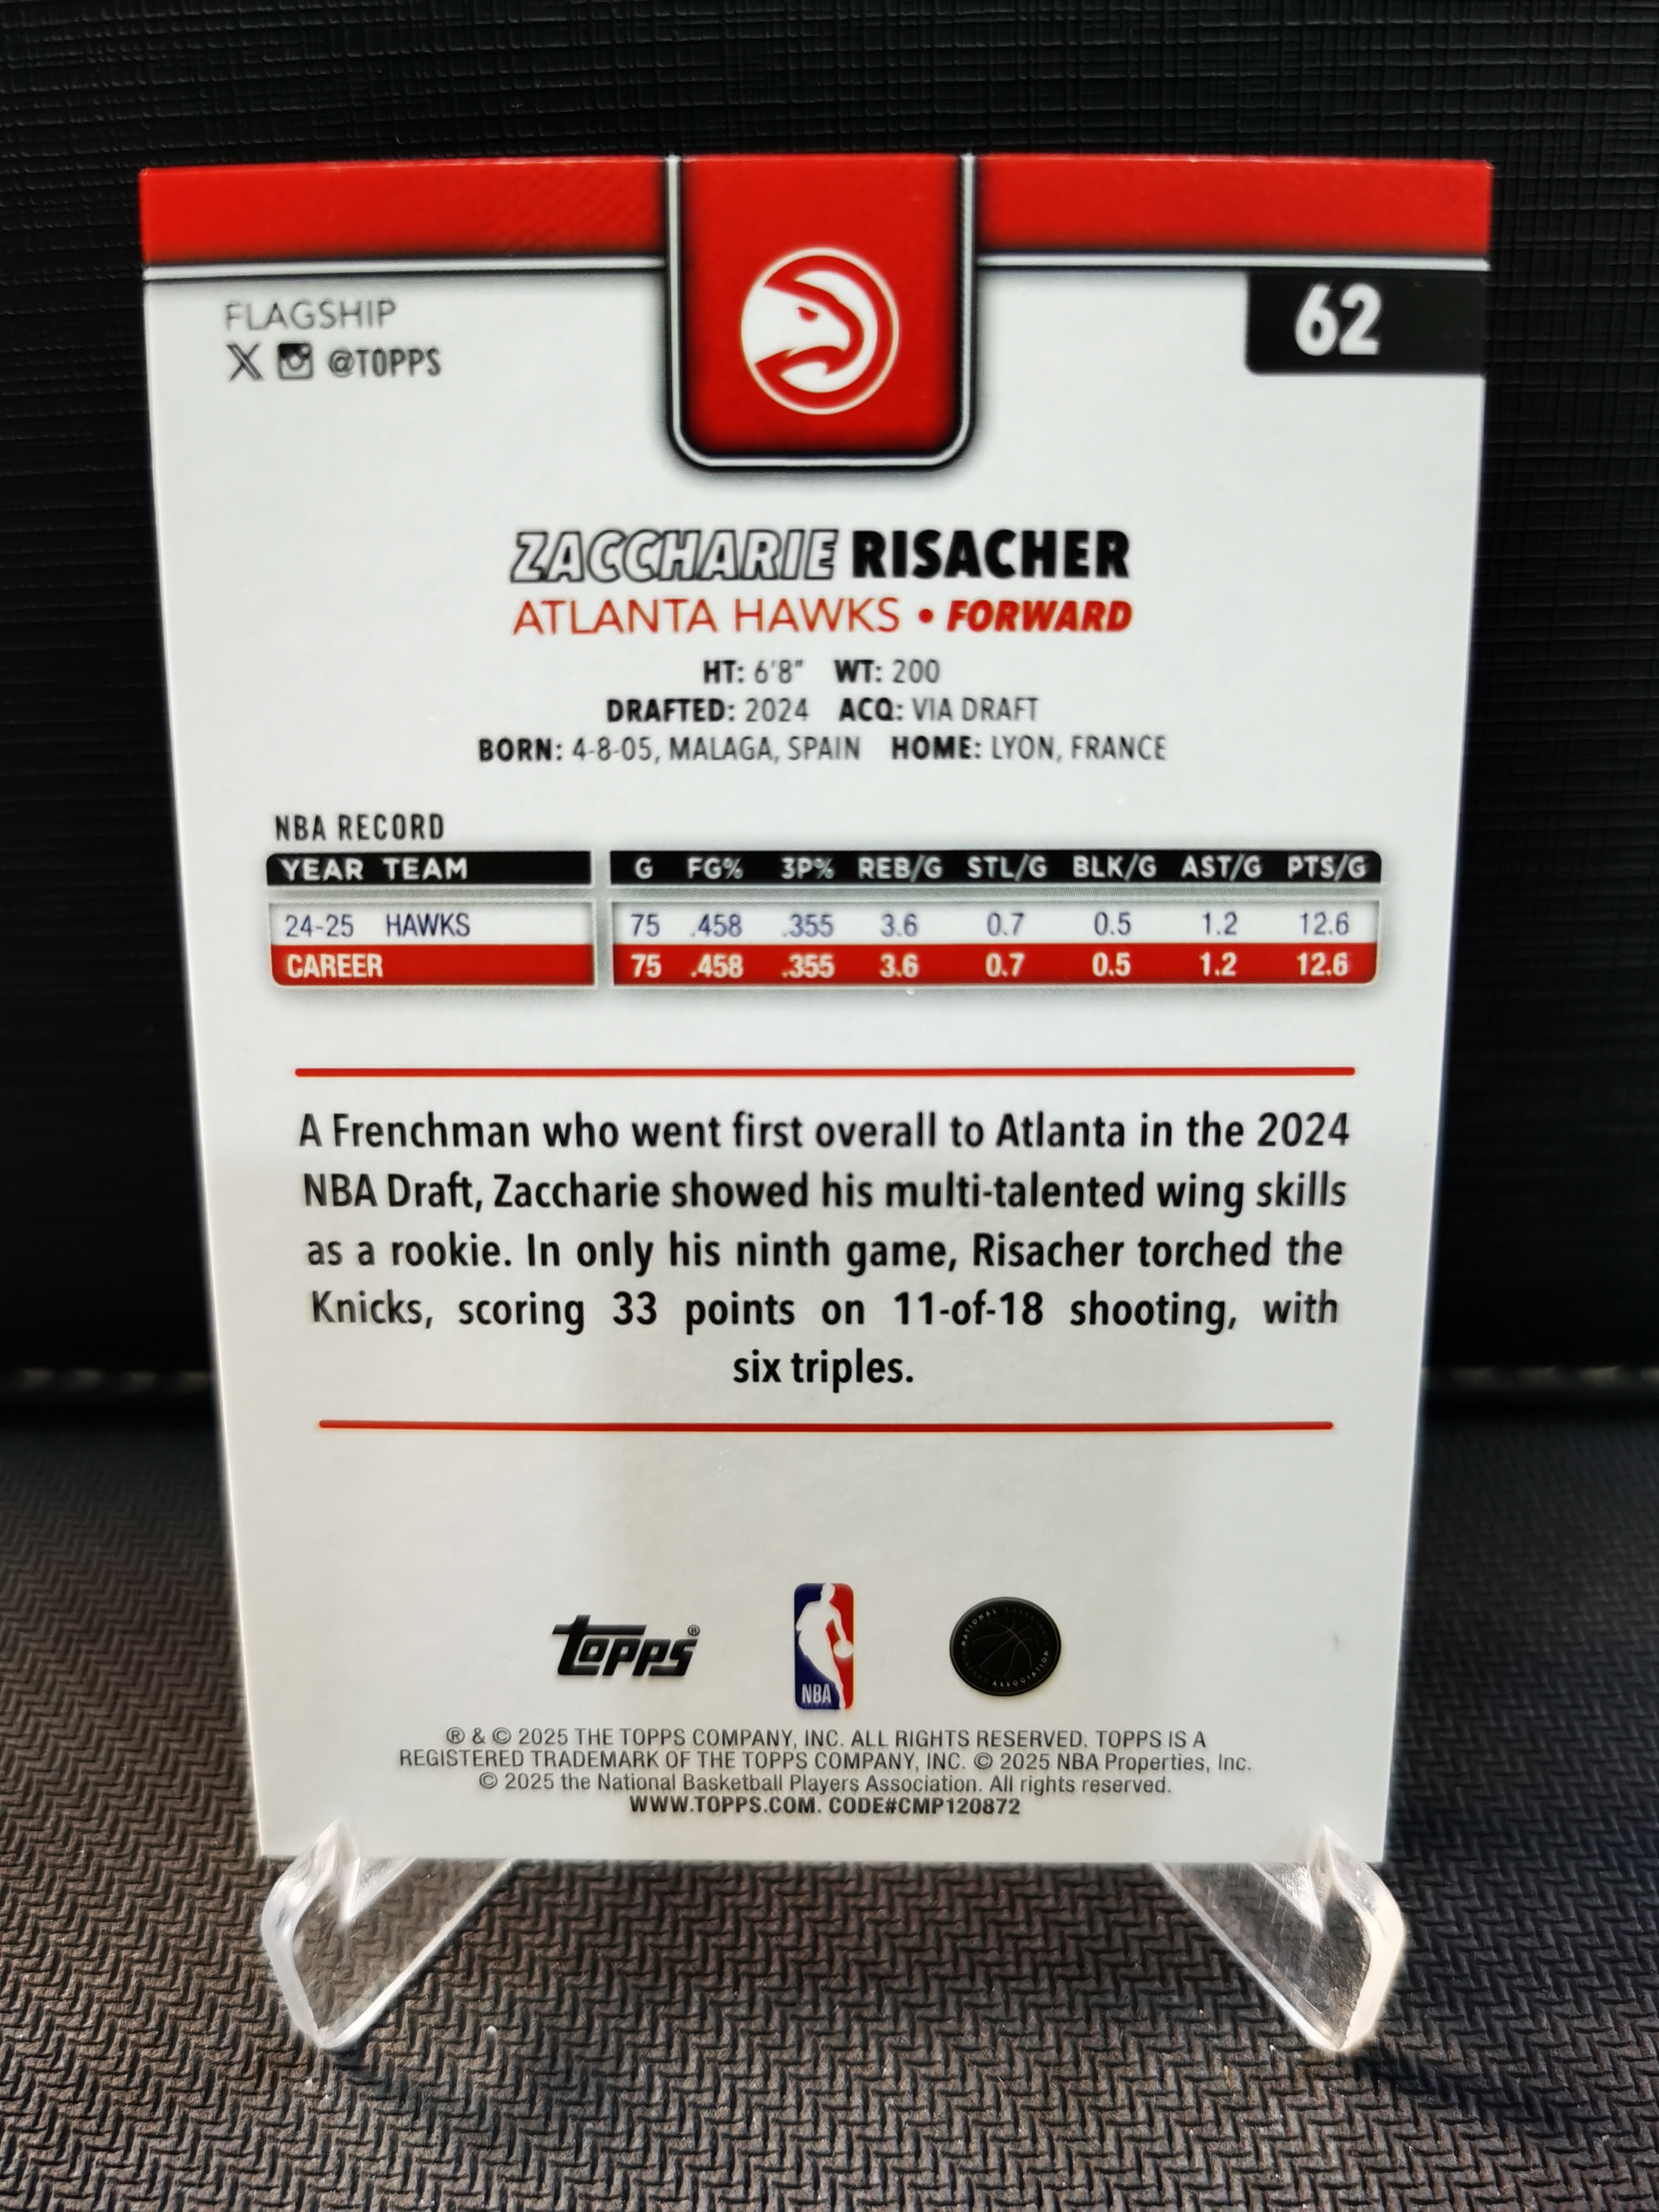 FLAGSHIP
62
X @TOPPS
ZACCHARIE RISACHER
ATLANTA HAWKS • FORWARD
HT: 6'8" WT: 200
DRAFTED: 2024 ACQ: VIA DRAFT
BORN: 4-8-05, MALAGA, SPAIN HOME: LYON, FRANCE
NBA RECORD
YEAR TEAM G FG% 3P% REB/G STL/G BLK/G AST/G PTS/G
24-25 HAWKS 75 .458 .355 3.6 0.7 0.5 1.2 12.6
CAREER 75 .458 .355 3.6 0.7 0.5 1.2 12.6
A Frenchman who went first overall to Atlanta in the 2024
NBA Draft, Zaccharie showed his multi-talented wing skills
as a rookie. In only his ninth game, Risacher torched the
Knicks, scoring 33 points on 11-of-18 shooting, with
six triples.
topps®
NBA
NATIONAL ASSOCIATION
® & © 2025 THE TOPPS COMPANY, INC. ALL RIGHTS RESERVED. TOPPS IS A
REGISTERED TRADEMARK OF THE TOPPS COMPANY, INC. © 2025 NBA Properties, Inc.
© 2025 the National Basketball Players Association. All rights reserved.
WWW.TOPPS.COM. CODE#CMP120872